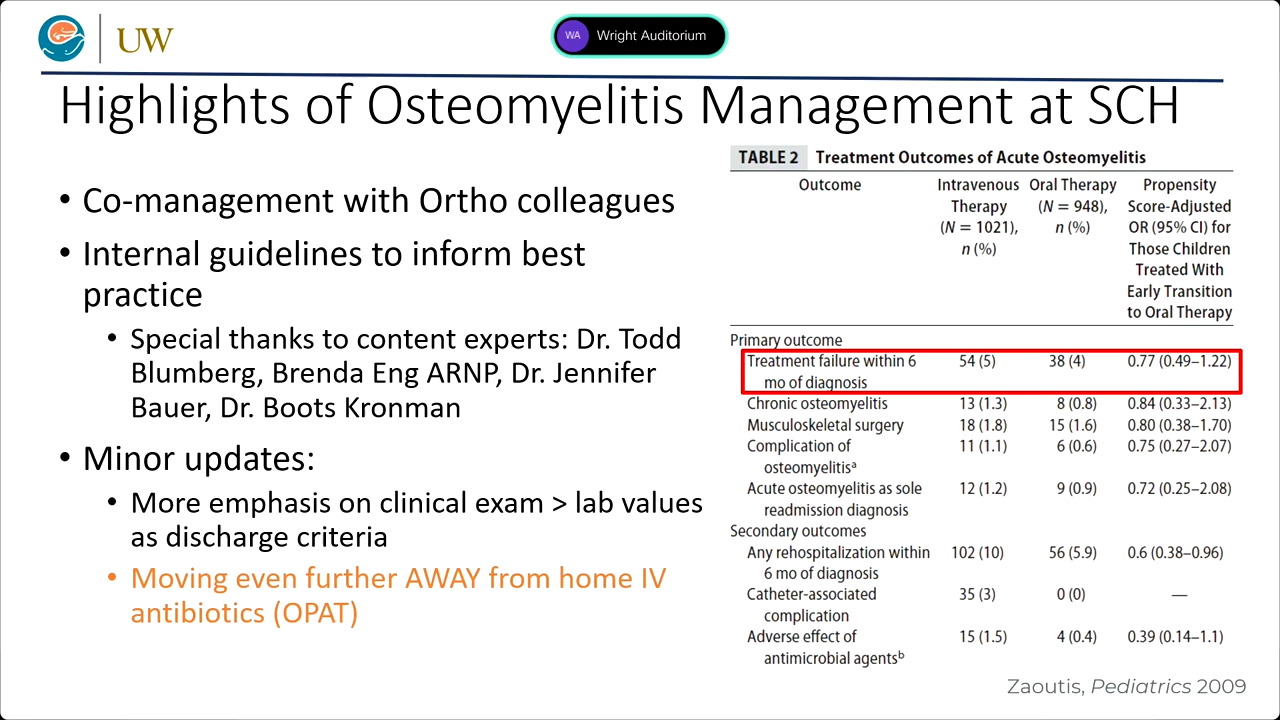 UW
WA Wright Auditorium
Highlights of Osteomyelitis Management at SCH
• Co-management with Ortho colleagues
• Internal guidelines to inform best
practice
• Special thanks to content experts: Dr. Todd
Blumberg, Brenda Eng ARNP, Dr. Jennifer
Bauer, Dr. Boots Kronman
• Minor updates:
• More emphasis on clinical exam > lab values
as discharge criteria
• Moving even further AWAY from home IV
antibiotics (OPAT)
TABLE 2 Treatment Outcomes of Acute Osteomyelitis
Outcome
Intravenous
Therapy
(N = 1021),
n (%)
Oral Therapy
(N = 948),
n (%)
Propensity
Score-Adjusted
OR (95% CI) for
Those Children
Treated With
Early Transition
to Oral Therapy
Primary outcome
Treatment failure within 6 54 (5) 38 (4) 0.77 (0.49–1.22)
mo of diagnosis
Chronic osteomyelitis 13 (1.3) 8 (0.8) 0.84 (0.33–2.13)
Musculoskeletal surgery 18 (1.8) 15 (1.6) 0.80 (0.38–1.70)
Complication of 11 (1.1) 6 (0.6) 0.75 (0.27–2.07)
osteomyelitisᵃ
Acute osteomyelitis as sole 12 (1.2) 9 (0.9) 0.72 (0.25–2.08)
readmission diagnosis
Secondary outcomes
Any rehospitalization within 102 (10) 56 (5.9) 0.6 (0.38–0.96)
6 mo of diagnosis
Catheter-associated 35 (3) 0 (0) —
complication
Adverse effect of 15 (1.5) 4 (0.4) 0.39 (0.14–1.1)
antimicrobial agentsᵇ
Zaoutis, Pediatrics 2009